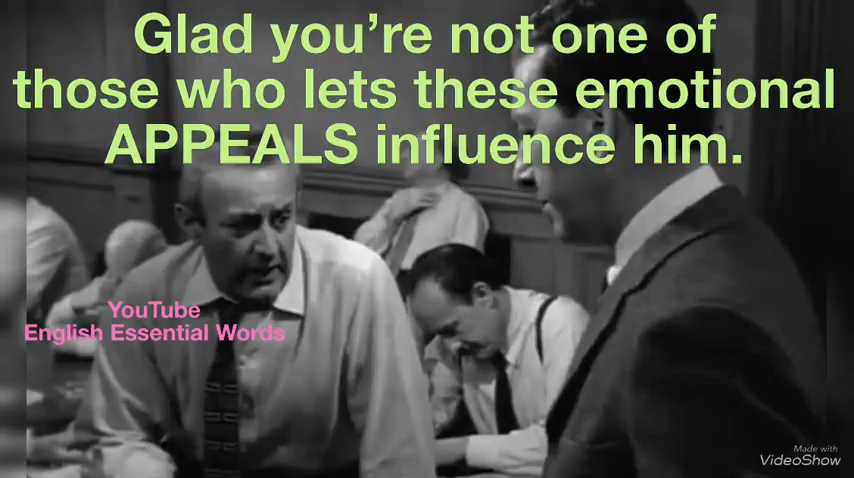 Glad you’re not one of
those who lets these emotional
APPEALS influence him.
YouTube
English Essential Words
Made with
VideoShow